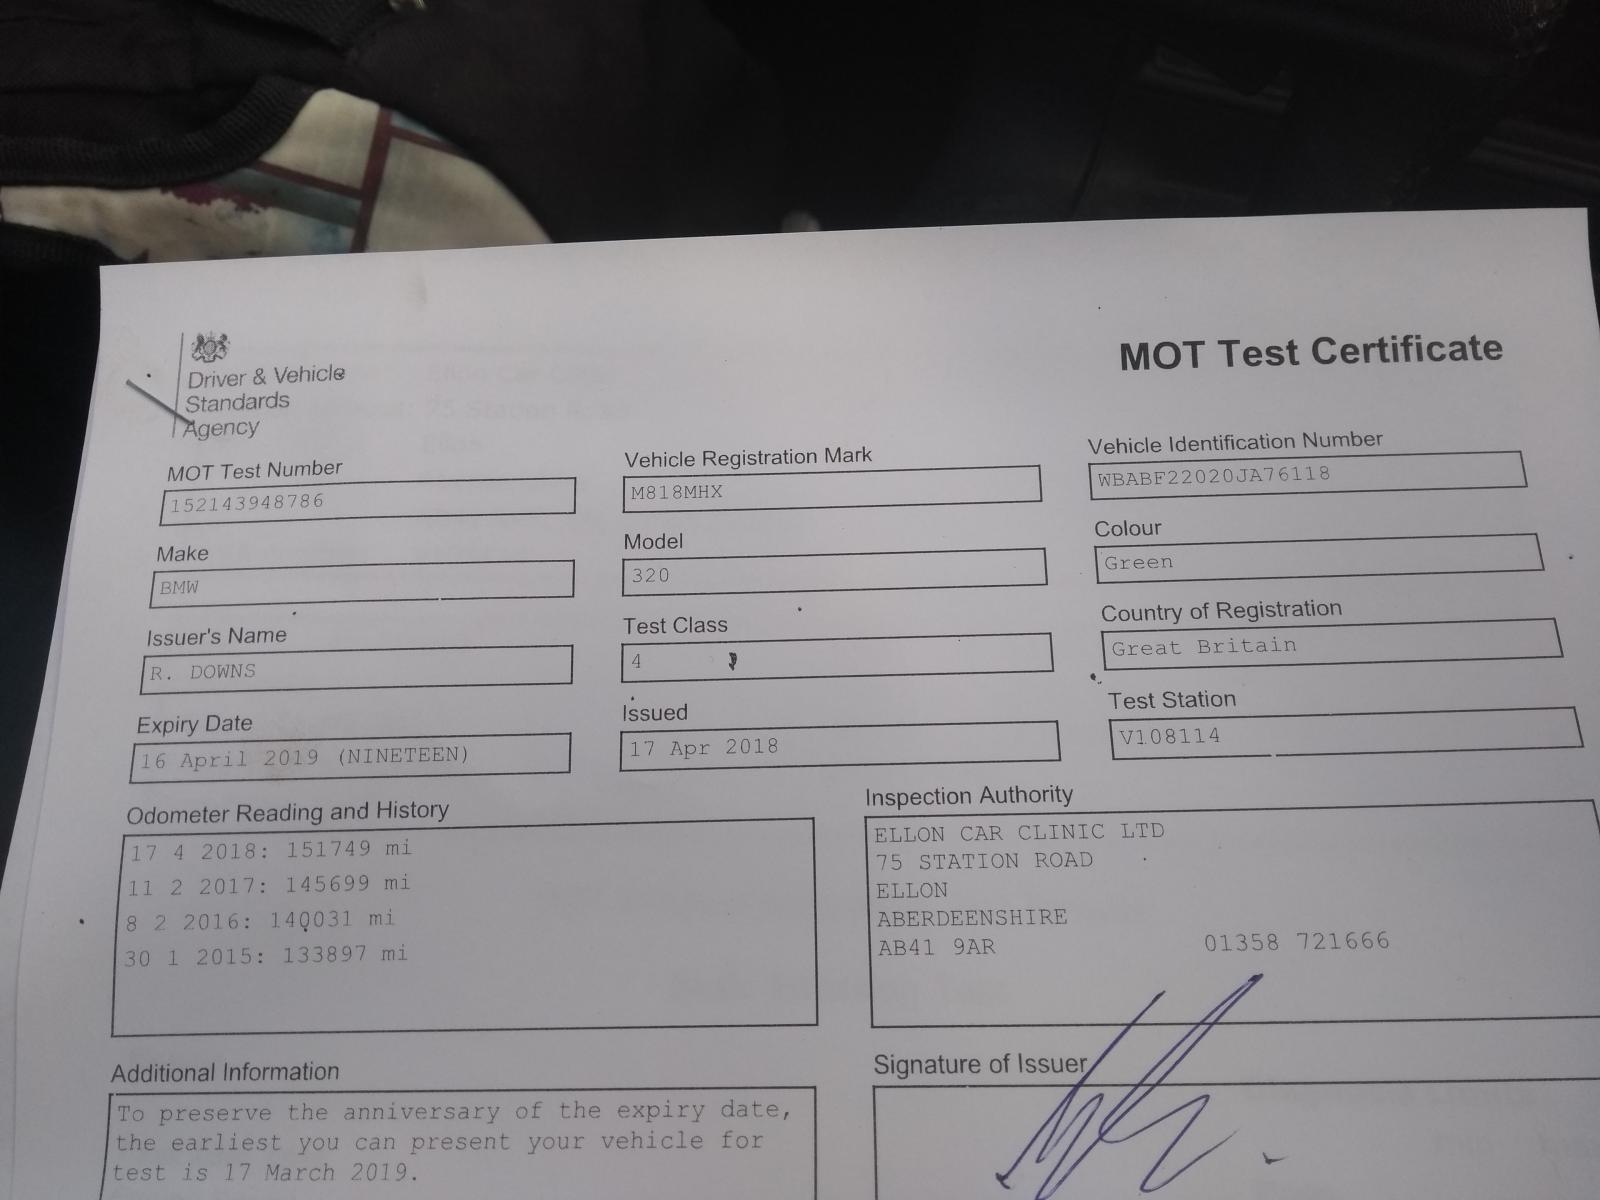 MOT Test Certificate
Driver & Vehicle
Standards
Agency
MOT Test Number
152143948786
Vehicle Registration Mark
M818MHX
Vehicle Identification Number
WBABF22020JA76118
Make
BMW
Model
320
Colour
Green
Issuer's Name
R. DOWNS
Test Class
4
Country of Registration
Great Britain
Expiry Date
16 April 2019 (NINETEEN)
Issued
17 Apr 2018
Test Station
V108114
Odometer Reading and History
17 4 2018: 151749 mi
11 2 2017: 145699 mi
8 2 2016: 140031 mi
30 1 2015: 133897 mi
Inspection Authority
ELLON CAR CLINIC LTD
75 STATION ROAD
ELLON
ABERDEENSHIRE
AB41 9AR 01358 721666
Additional Information
To preserve the anniversary of the expiry date,
the earliest you can present your vehicle for
test is 17 March 2019.
Signature of Issuer